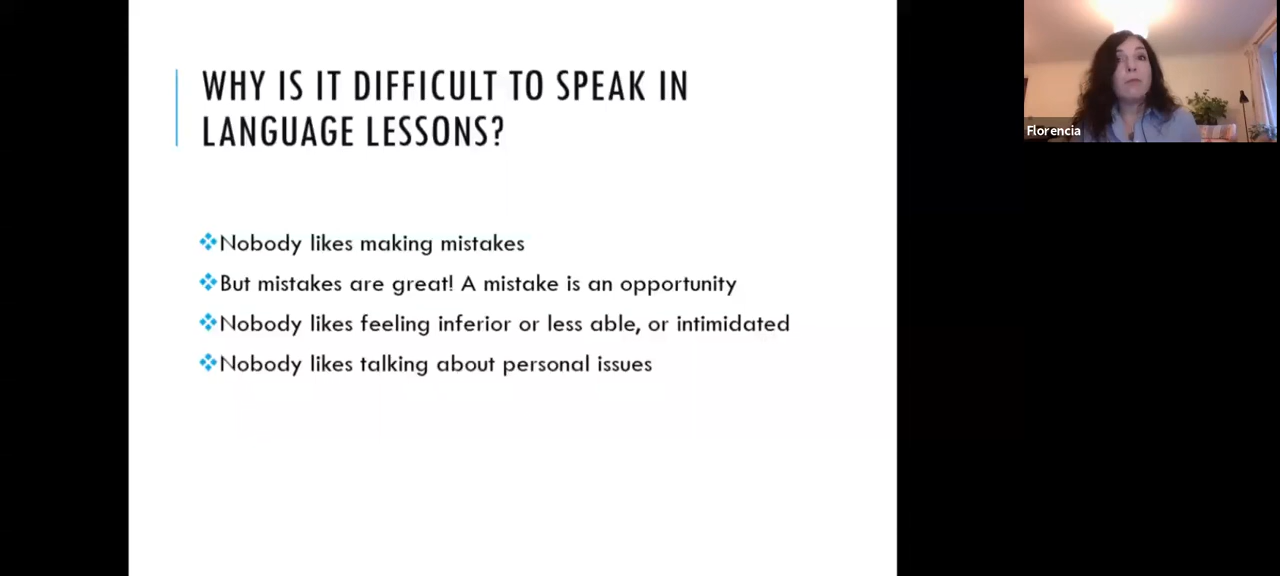 WHY IS IT DIFFICULT TO SPEAK IN
LANGUAGE LESSONS?
Nobody likes making mistakes
But mistakes are great! A mistake is an opportunity
Nobody likes feeling inferior or less able, or intimidated
Nobody likes talking about personal issues
Florencia